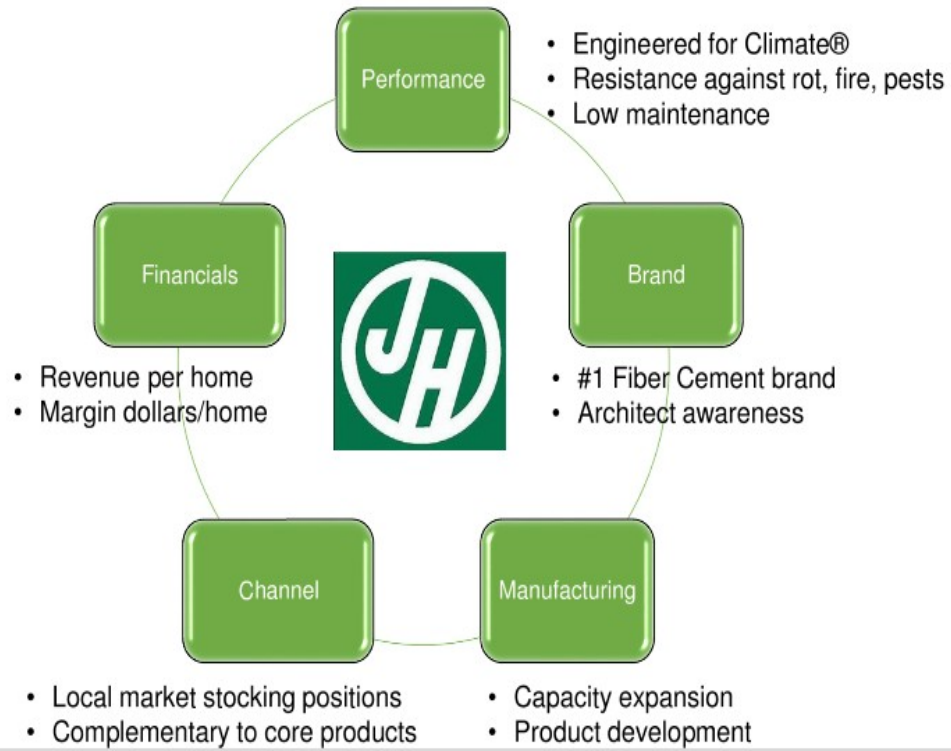 Performance
• Engineered for Climate®
• Resistance against rot, fire, pests
• Low maintenance
Financials
• Revenue per home
• Margin dollars/home
JH
Brand
• #1 Fiber Cement brand
• Architect awareness
Channel
• Local market stocking positions
• Complementary to core products
Manufacturing
• Capacity expansion
• Product development